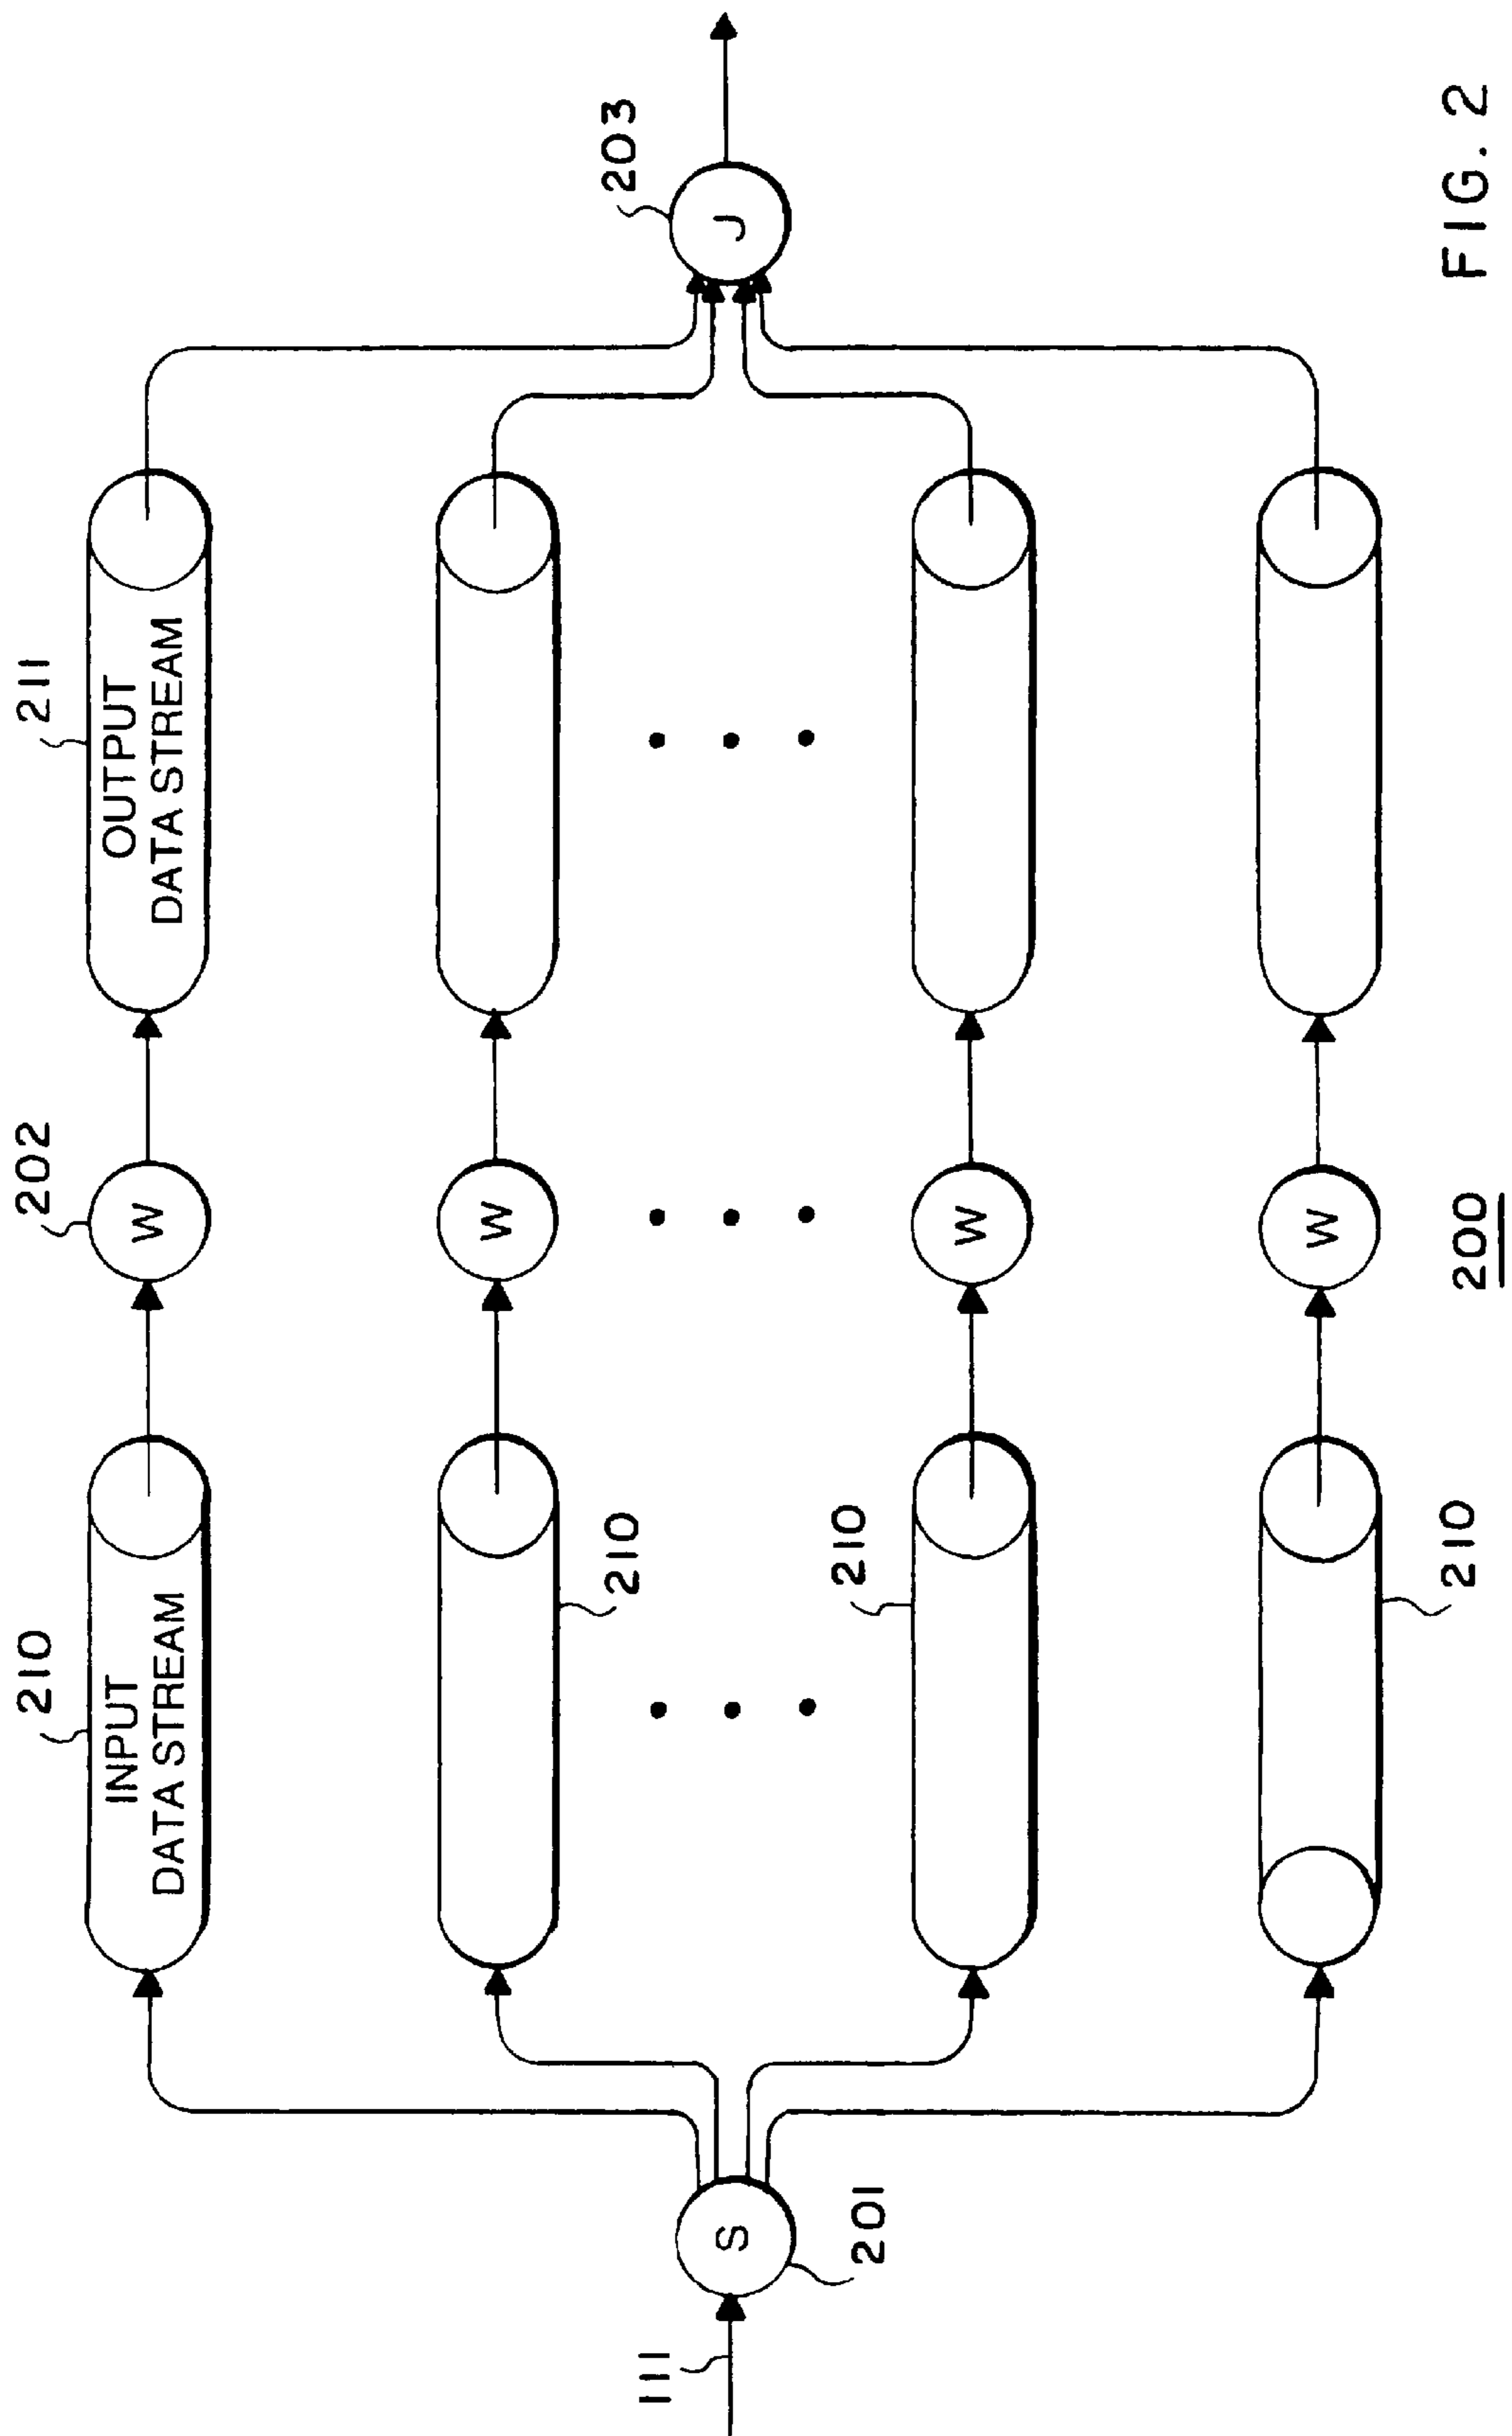 210
INPUT
DATA STREAM
202
W
211
OUTPUT
DATA STREAM
210
W
203
J
111
S
201
210
W
210
W
200
FIG. 2